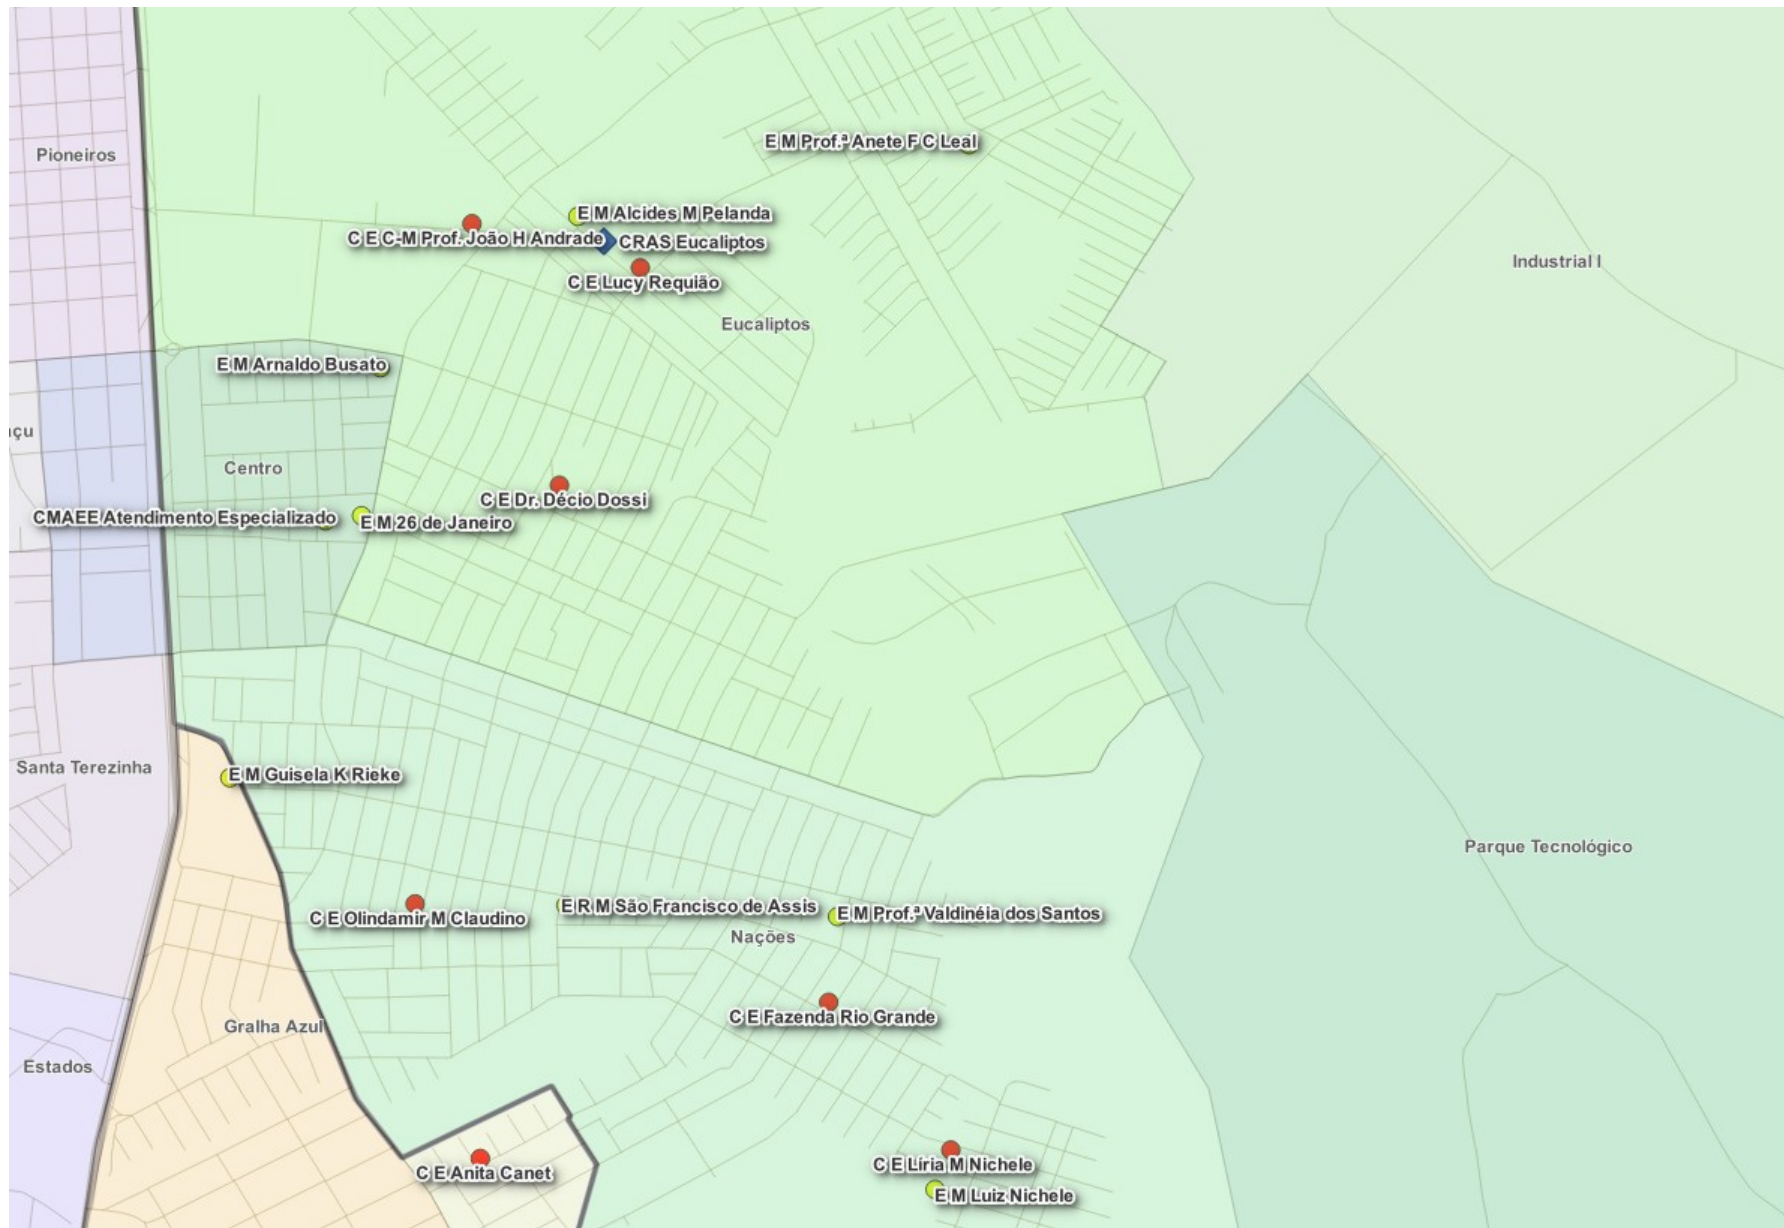 E M Prof.ª Anete F C Leal
Pioneiros
E M Alcides M Pelanda
C E C-M Prof. João H Andrade
CRAS Eucaliptos
Industrial I
C E Lucy Requião
Eucaliptos
E M Arnaldo Busato
açu
Centro
C E Dr. Décio Dossi
CMAEE Atendimento Especializado
E M 26 de Janeiro
Santa Terezinha
E M Guisela K Rieke
Parque Tecnológico
E R M São Francisco de Assis
E M Prof.ª Valdinéia dos Santos
C E Olindamir M Claudino
Nações
C E Fazenda Rio Grande
Gralha Azul
Estados
C E Líria M Nichele
C E Anita Canet
E M Luiz Nichele